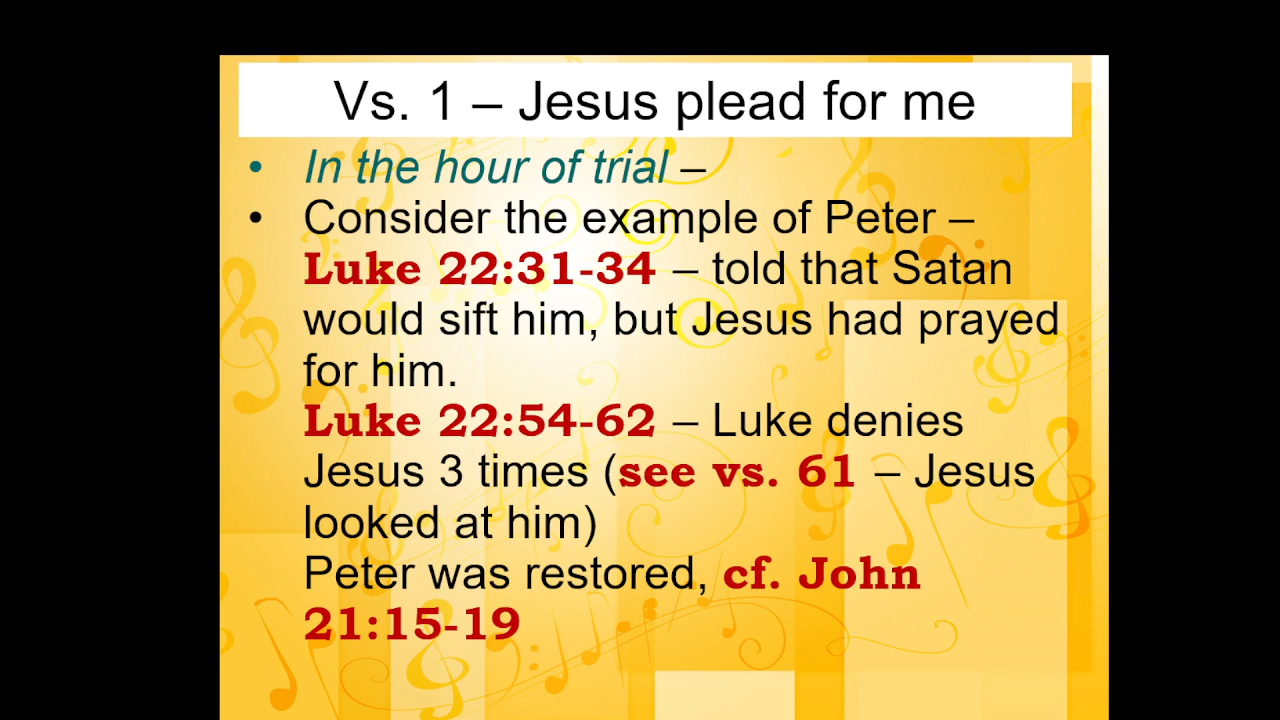 Vs. 1 – Jesus plead for me
• In the hour of trial –
• Consider the example of Peter –
Luke 22:31-34 – told that Satan
would sift him, but Jesus had prayed
for him.
Luke 22:54-62 – Luke denies
Jesus 3 times (see vs. 61 – Jesus
looked at him)
Peter was restored, cf. John
21:15-19